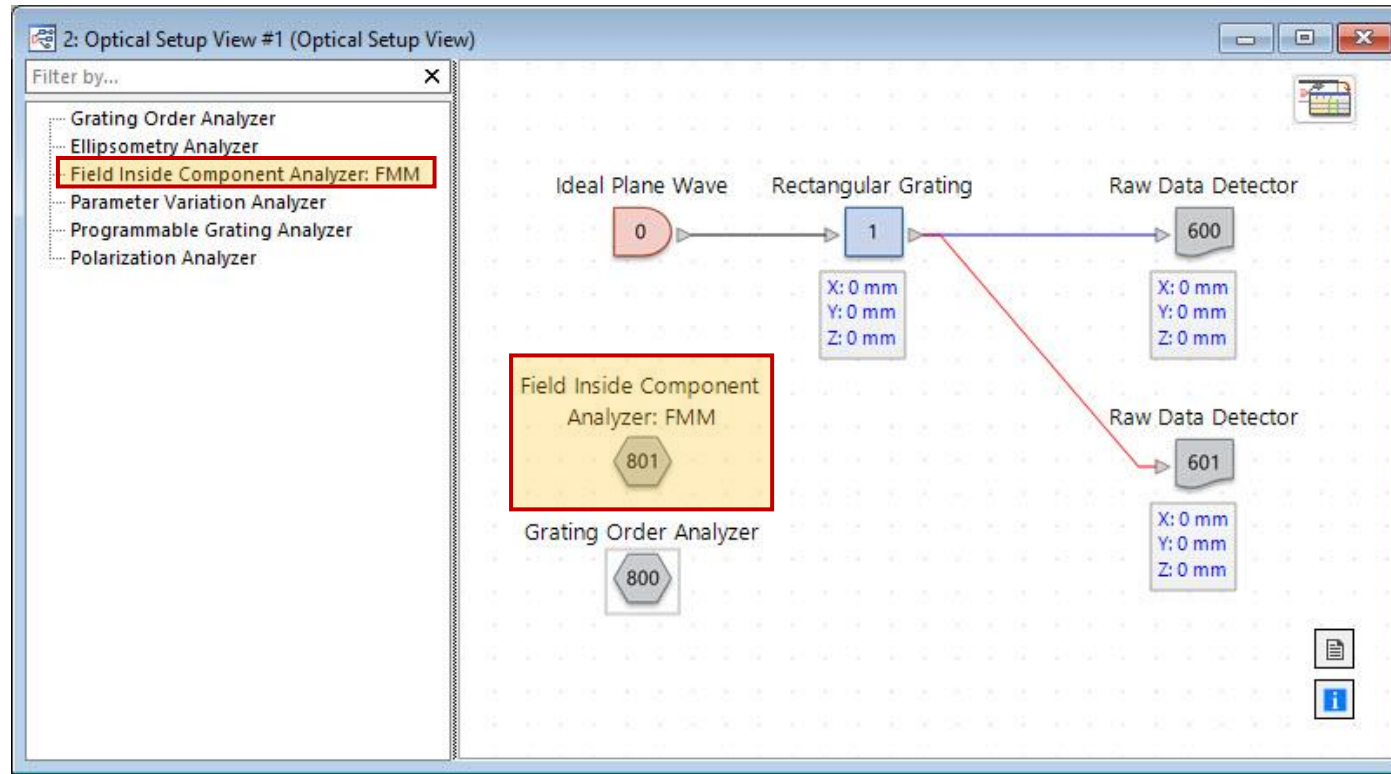 2: Optical Setup View #1 (Optical Setup View)
Filter by...
Grating Order Analyzer
Ellipsometry Analyzer
Field Inside Component Analyzer: FMM
Parameter Variation Analyzer
Programmable Grating Analyzer
Polarization Analyzer
Ideal Plane Wave
Rectangular Grating
Raw Data Detector
0
1
600
X: 0 mm
Y: 0 mm
Z: 0 mm
X: 0 mm
Y: 0 mm
Z: 0 mm
Field Inside Component
Analyzer: FMM
801
Raw Data Detector
601
X: 0 mm
Y: 0 mm
Z: 0 mm
Grating Order Analyzer
800
i